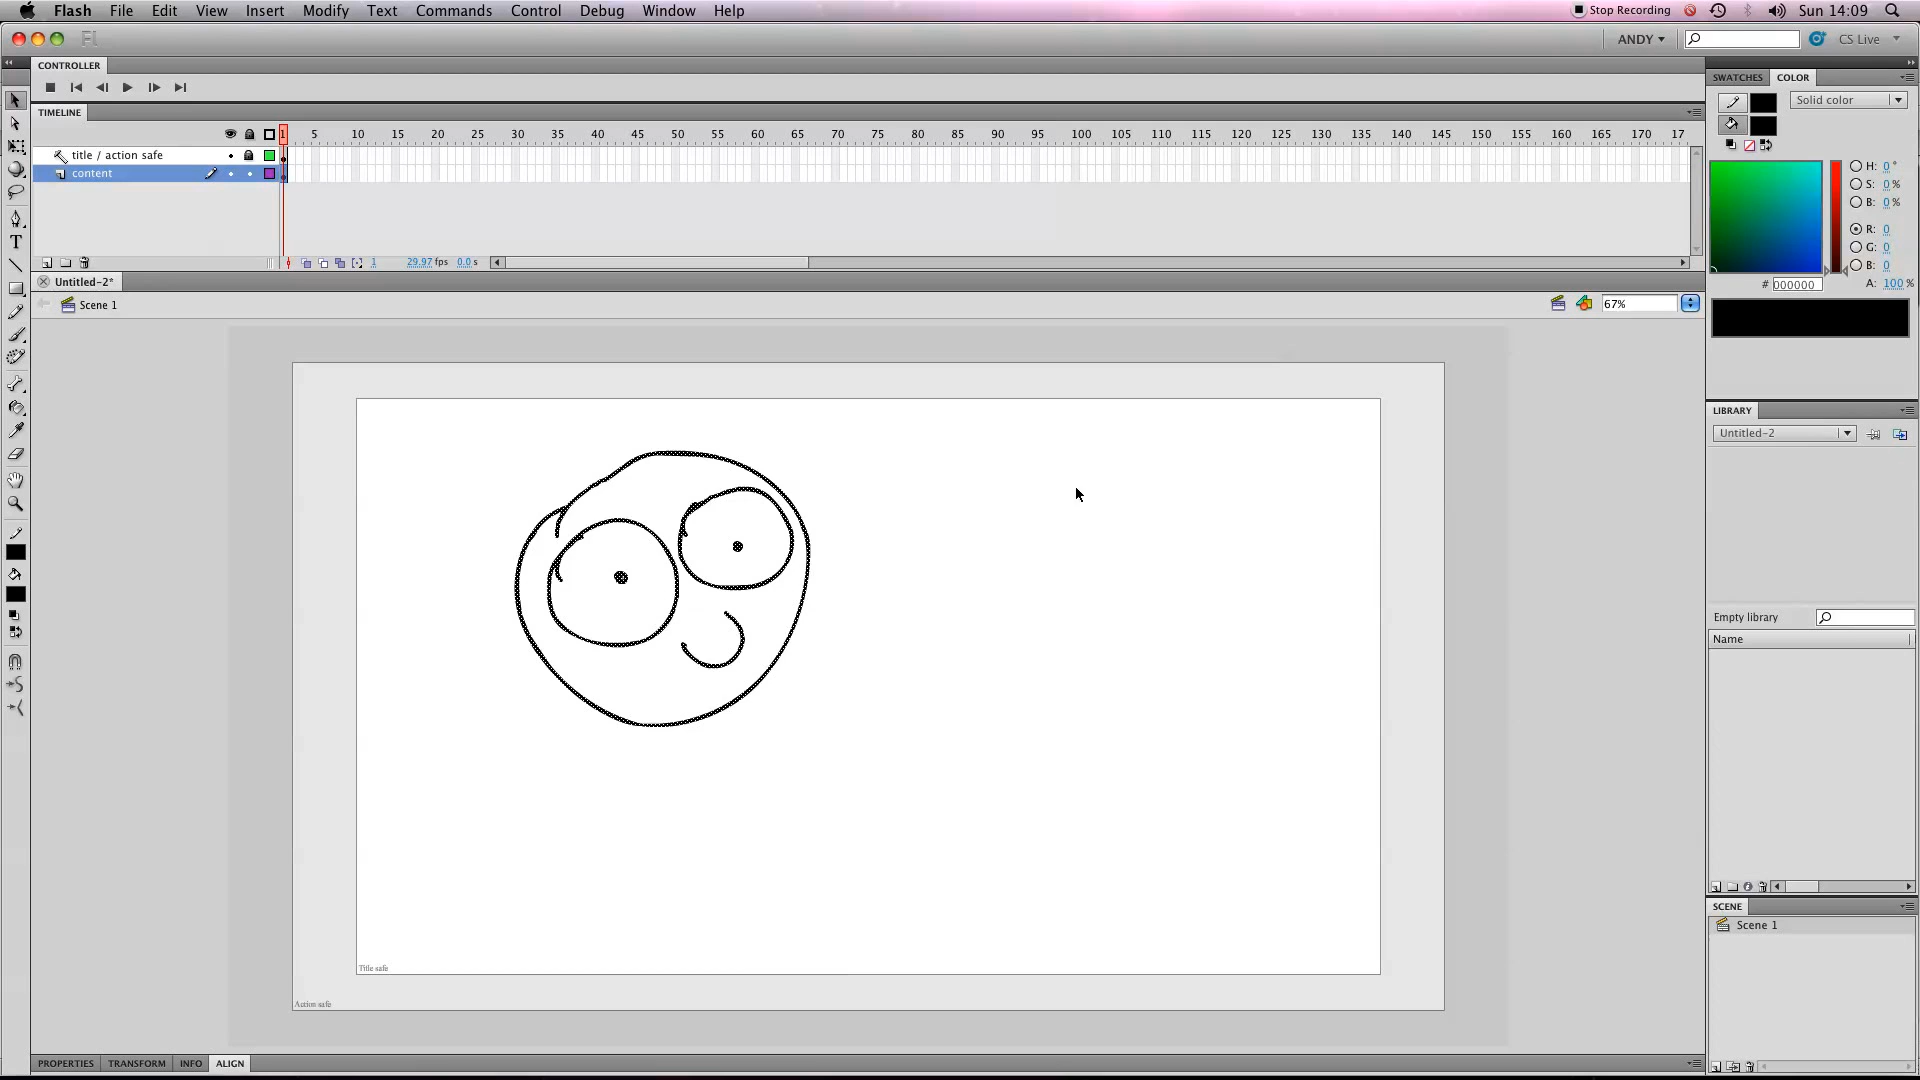 Flash File Edit View Insert Modify Text Commands Control Debug Window Help Stop Recording Sun 14:09
Fl ANDY CS Live
CONTROLLER
SWATCHES COLOR
Solid color
TIMELINE
1 5 10 15 20 25 30 35 40 45 50 55 60 65 70 75 80 85 90 95 100 105 110 115 120 125 130 135 140 145 150 155 160 165 170 17
title / action safe
content
H: 0 °
S: 0 %
B: 0 %
R: 0
G: 0
B: 0
# 000000 A: 100 %
1 29.97 fps 0.0 s
Untitled-2*
Scene 1 67%
LIBRARY
Untitled-2
Empty library
Name
SCENE
Scene 1
Title safe
Action safe
PROPERTIES TRANSFORM INFO ALIGN